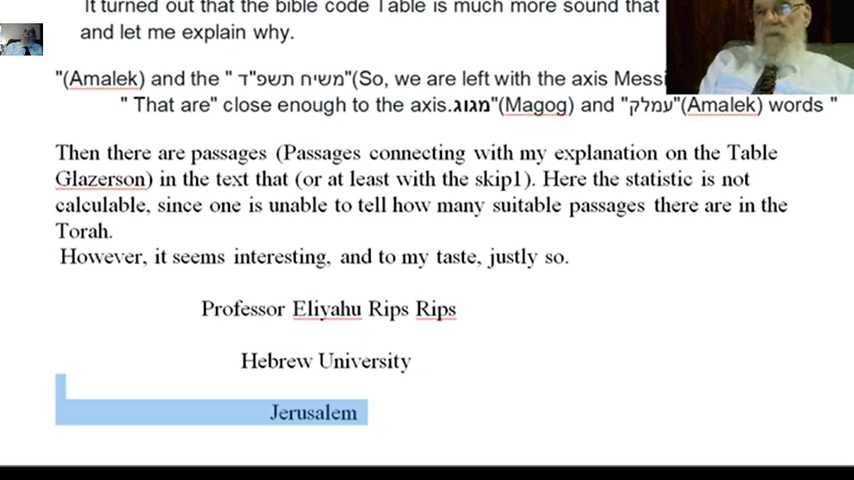 It turned out that the bible code Table is much more sound that
and let me explain why.
"(Amalek) and the " משיח תשפ"ד"(So, we are left with the axis Messi
" That are" close enough to the axis.מגוג"(Magog) and "עמלק"(Amalek) words "
Then there are passages (Passages connecting with my explanation on the Table
Glazerson) in the text that (or at least with the skip1). Here the statistic is not
calculable, since one is unable to tell how many suitable passages there are in the
Torah.
However, it seems interesting, and to my taste, justly so.
Professor Eliyahu Rips Rips
Hebrew University
Jerusalem